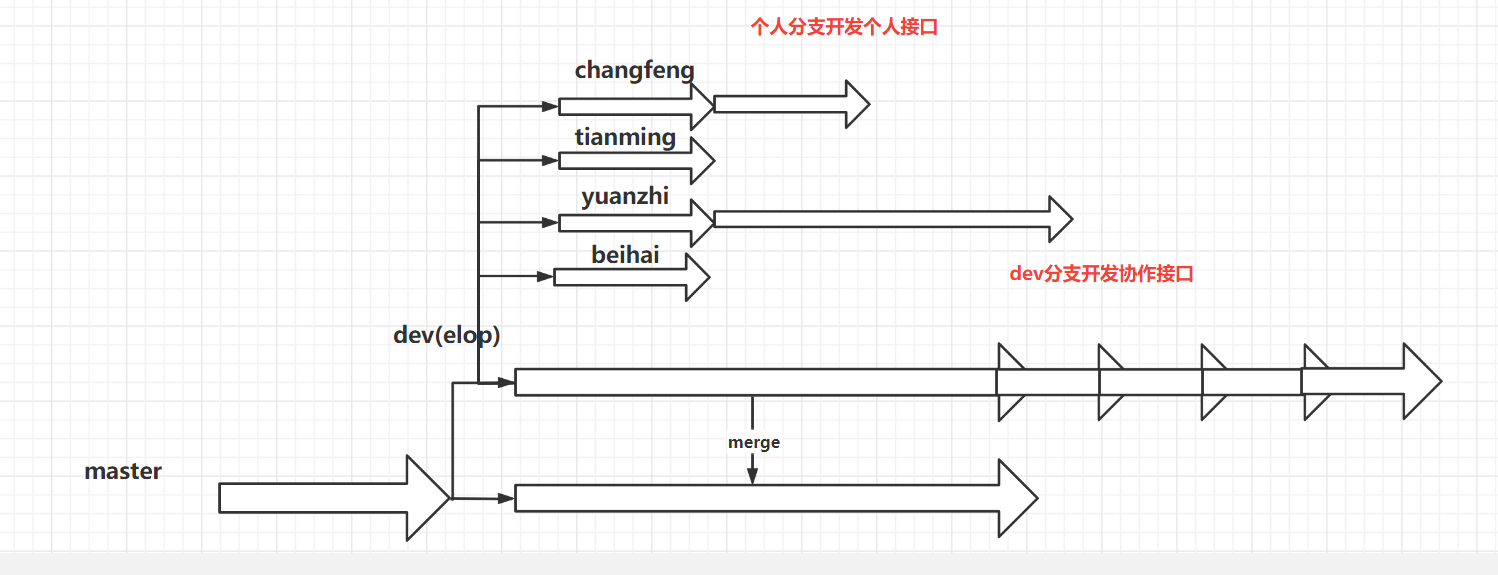 个人分支开发个人接口
changfeng
tianming
yuanzhi
beihai
dev分支开发协作接口
dev(elop)
merge
master